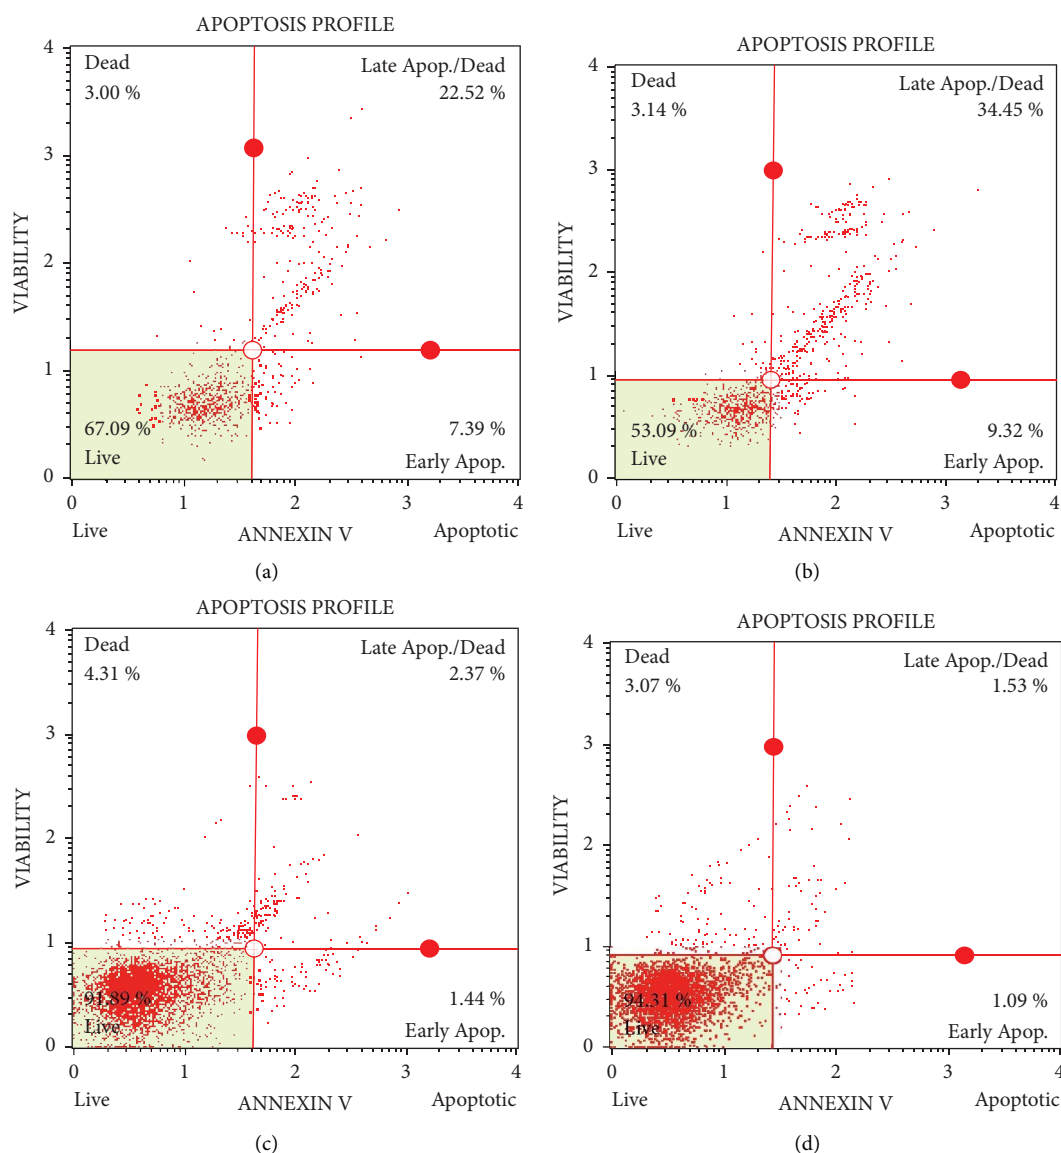 APOPTOSIS PROFILE
4
Dead
Late Apop./Dead
3.00 %
22.52 %
3
VIABILITY
2
1
67.09 %
7.39 %
Live
Early Apop.
0
0 1 2 3 4
Live
ANNEXIN V
Apoptotic
(a)
APOPTOSIS PROFILE
4
Dead
Late Apop./Dead
3.14 %
34.45 %
3
VIABILITY
2
1
53.09 %
9.32 %
Live
Early Apop.
0
0 1 2 3 4
Live
ANNEXIN V
Apoptotic
(b)
APOPTOSIS PROFILE
4
Dead
Late Apop./Dead
4.31 %
2.37 %
3
VIABILITY
2
1
91.89 %
1.44 %
Live
Early Apop.
0
0 1 2 3 4
Live
ANNEXIN V
Apoptotic
(c)
APOPTOSIS PROFILE
4
Dead
Late Apop./Dead
3.07 %
1.53 %
3
VIABILITY
2
1
94.31 %
1.09 %
Live
Early Apop.
0
0 1 2 3 4
Live
ANNEXIN V
Apoptotic
(d)